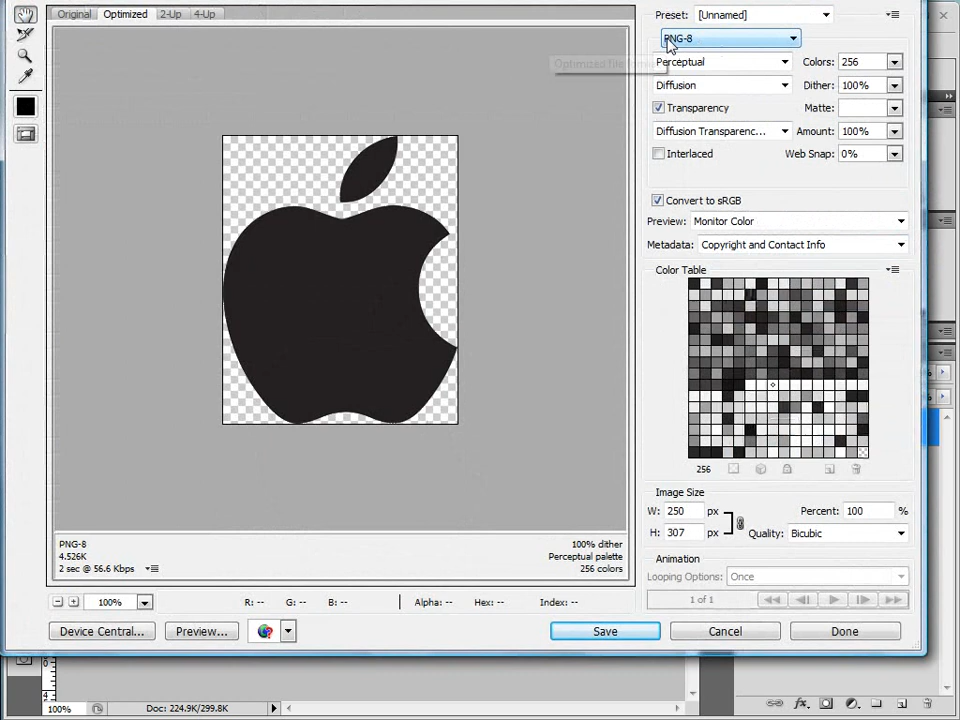 Original Optimized 2-Up 4-Up
Preset: [Unnamed]
PNG-8
Perceptual Colors: 256
Diffusion Dither: 100%
Transparency Matte:
Diffusion Transparenc... Amount: 100%
Interlaced Web Snap: 0%
Convert to sRGB
Preview: Monitor Color
Metadata: Copyright and Contact Info
Color Table
256
Image Size
W: 250 px Percent: 100 %
H: 307 px Quality: Bicubic
Animation
Looping Options: Once
1 of 1
PNG-8 100% dither
4.526K Perceptual palette
2 sec @ 56.6 Kbps 256 colors
100% R: -- G: -- B: -- Alpha: -- Hex: -- Index: --
Device Central... Preview... Save Cancel Done
100% Doc: 224.9K/299.8K